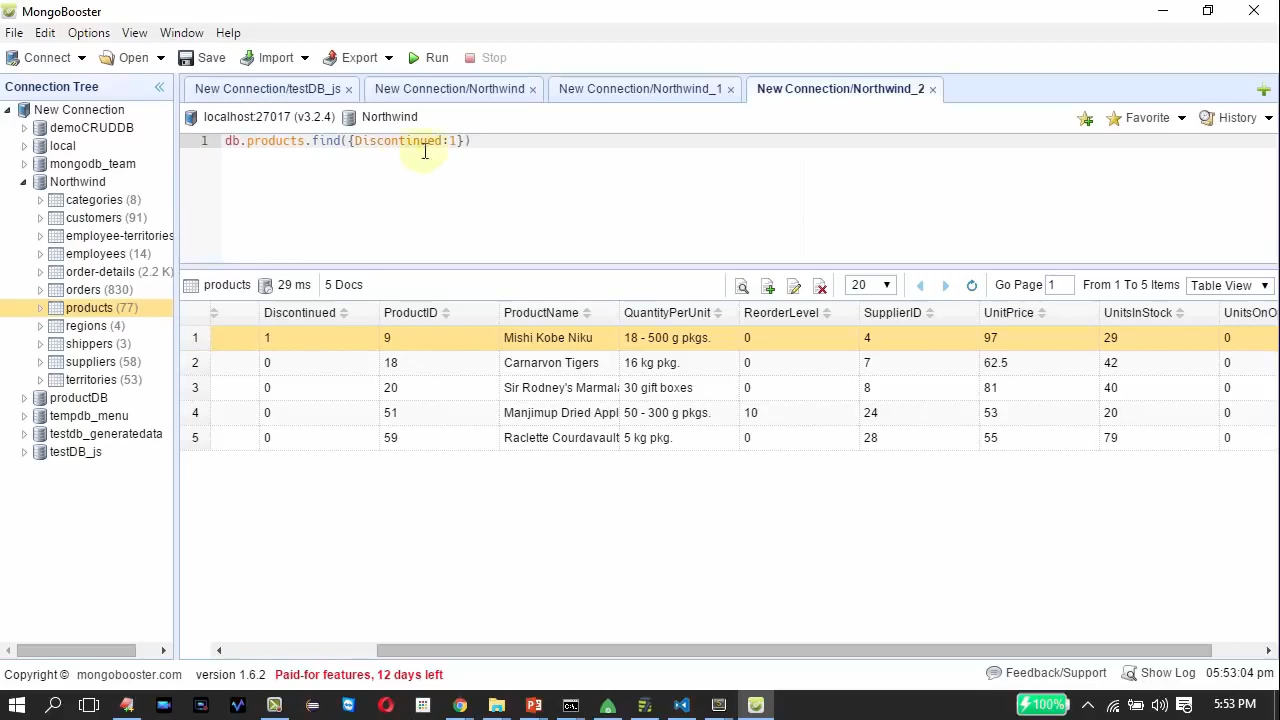 MongoBooster
File Edit Options View Window Help
Connect Open Save Import Export Run Stop
Connection Tree
New Connection/testDB_js × New Connection/Northwind × New Connection/Northwind_1 × New Connection/Northwind_2 ×
New Connection
demoCRUDDB
local
mongodb_team
Northwind
categories (8)
customers (91)
employee-territories
employees (14)
order-details (2.2 K)
orders (830)
products (77)
regions (4)
shippers (3)
suppliers (58)
territories (53)
productDB
tempdb_menu
testdb_generatedata
testDB_js
localhost:27017 (v3.2.4) Northwind Favorite History
1 db.products.find({Discontinued:1})
products 29 ms 5 Docs 20 Go Page 1 From 1 To 5 Items Table View
Discontinued ProductID ProductName QuantityPerUnit ReorderLevel SupplierID UnitPrice UnitsInStock UnitsOnO
1 1 9 Mishi Kobe Niku 18 - 500 g pkgs. 0 4 97 29 0
2 0 18 Carnarvon Tigers 16 kg pkg. 0 7 62.5 42 0
3 0 20 Sir Rodney's Marmala 30 gift boxes 0 8 81 40 0
4 0 51 Manjimup Dried Appl 50 - 300 g pkgs. 10 24 53 20 0
5 0 59 Raclette Courdavault 5 kg pkg. 0 28 55 79 0
Copyright © mongobooster.com version 1.6.2 Paid-for features, 12 days left Feedback/Support Show Log 05:53:04 pm
100% 5:53 PM